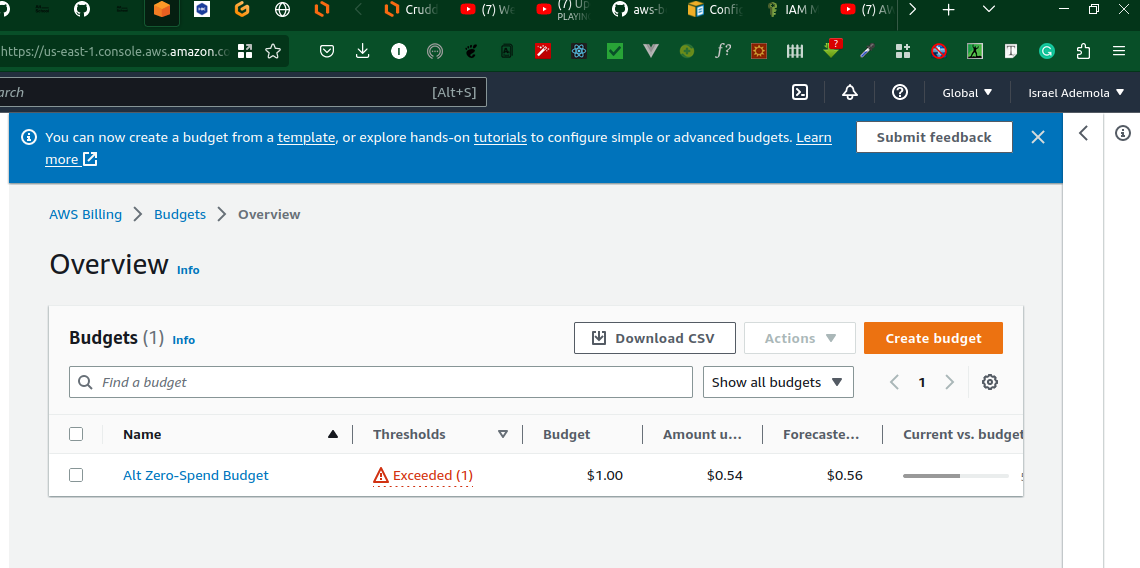 Crudd
(7) We
(7) Up
PLAYING
aws-b
Config
IAM M
(7) AW
https://us-east-1.console.aws.amazon.co
f?
?
T
G
arch
[Alt+S]
Global
Israel Ademola
You can now create a budget from a template, or explore hands-on tutorials to configure simple or advanced budgets. Learn
more
Submit feedback
AWS Billing
Budgets
Overview
Overview
Info
Budgets (1)
Info
Download CSV
Actions
Create budget
Find a budget
Show all budgets
1
Name
Thresholds
Budget
Amount u...
Forecaste...
Current vs. budget
Alt Zero-Spend Budget
Exceeded (1)
$1.00
$0.54
$0.56